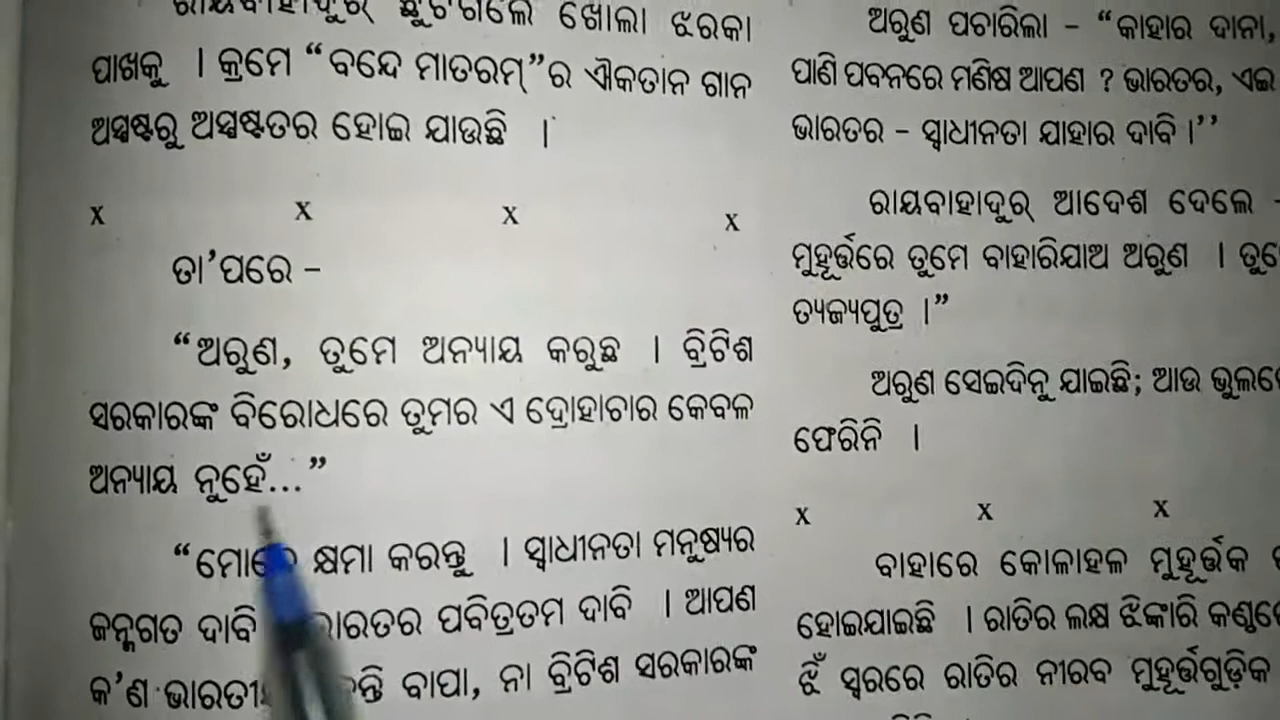 ରାୟବାହାଦୁର୍ ଛୁଟିଗଲେ ଖୋଲା ଝରକା
ପାଖକୁ । କ୍ରମେ “ବନ୍ଦେ ମାତରମ୍”ର ଐକତାନ ଗାନ
ଅସ୍ପଷ୍ଟରୁ ଅସ୍ପଷ୍ଟତର ହୋଇ ଯାଉଛି ।
x x x x
ତା’ପରେ –
“ଅରୁଣ, ତୁମେ ଅନ୍ୟାୟ କରୁଛ । ବ୍ରିଟିଶ
ସରକାରଙ୍କ ବିରୋଧରେ ତୁମର ଏ ଦ୍ରୋହାଚାର କେବଳ
ଅନ୍ୟାୟ ନୁହେଁ...”
କ୍ଷମା କରନ୍ତୁ । ସ୍ୱାଧୀନତା ମନୁଷ୍ୟର
ଜନ୍ମଗତ ଦାବି ପବିତ୍ରତମ ଦାବି । ଆପଣ
କ’ଣ ବାପା, ନା ବ୍ରିଟିଶ ସରକାରଙ୍କ
ଅରୁଣ ପଚାରିଲା – “କାହାର ଦାନା,
ପାଣି ପବନରେ ମଣିଷ ଆପଣ ? ଭାରତର, ଏଇ
ଭାରତର – ସ୍ୱାଧୀନତା ଯାହାର ଦାବି ।’’
ରାୟବାହାଦୁର୍ ଆଦେଶ ଦେଲେ –
ମୁହୂର୍ତ୍ତରେ ତୁମେ ବାହାରିଯାଅ ଅରୁଣ ।
ତ୍ୟଜ୍ୟପୁତ୍ର ।”
ଅରୁଣ ସେଇଦିନୁ ଯାଇଛି; ଆଉ
ଫେରିନି ।
x x x
ବାହାରେ କୋଳାହଳ ମୁହୂର୍ତ୍ତକ
ହୋଇଯାଇଛି । ରାତିର ଲକ୍ଷ ଝିଙ୍କାରି
ଝିଁ ସ୍ୱରରେ ରାତିର ନୀରବ ମୁହୂର୍ତ୍ତଗୁଡ଼ିକ